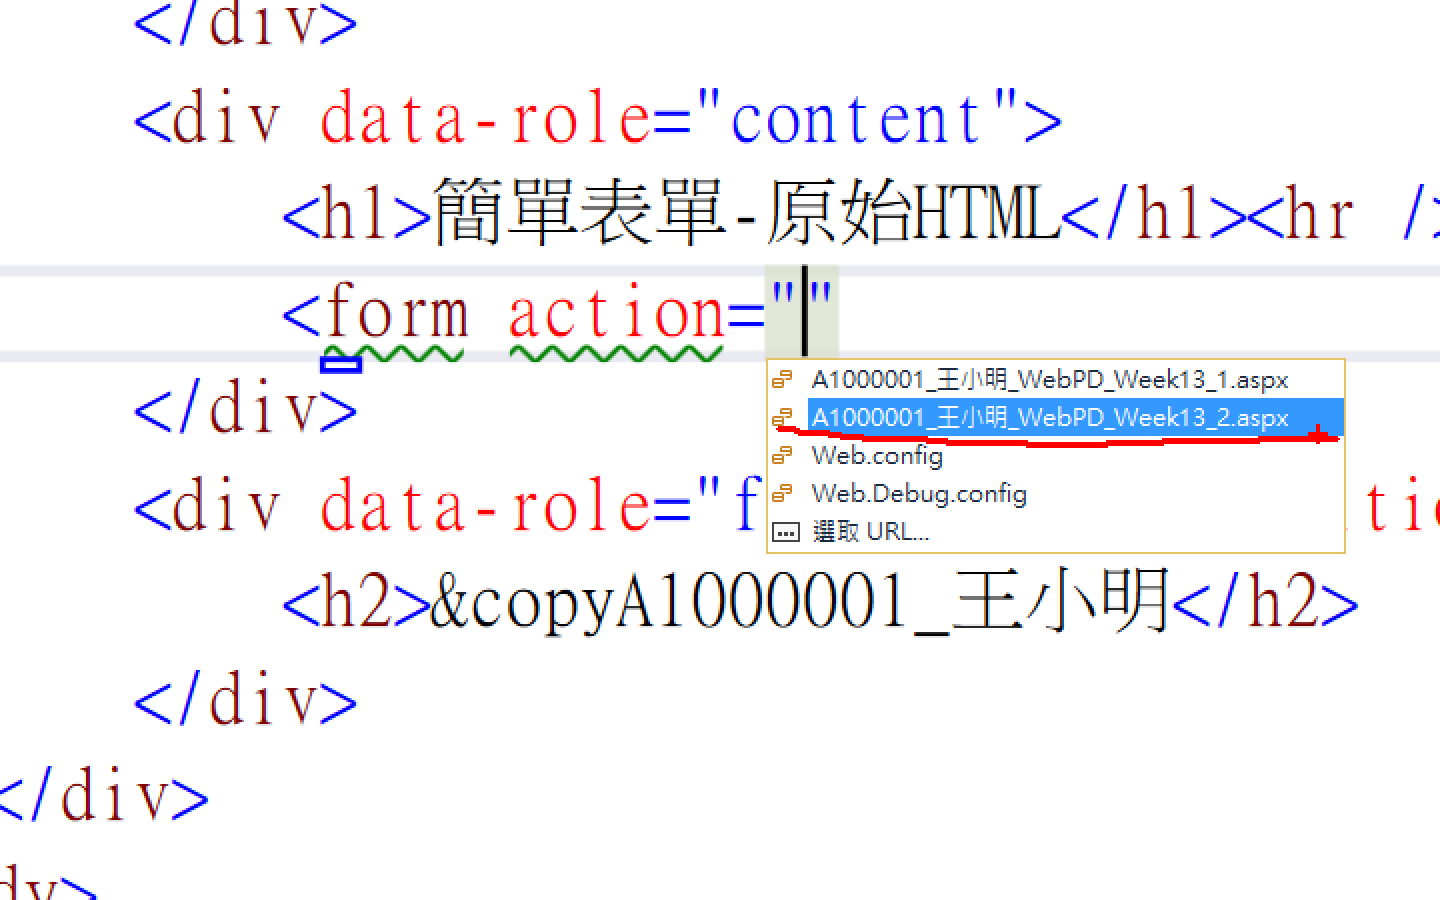 </div>
<div data-role="content">
<h1>簡單表單-原始HTML</h1><hr />
<form action=""
A1000001_王小明_WebPD_Week13_1.aspx
</div>
A1000001_王小明_WebPD_Week13_2.aspx
Web.config
<div data-role="f
Web.Debug.config
選取 URL...
<h2>&copyA1000001_王小明</h2>
</div>
</div>